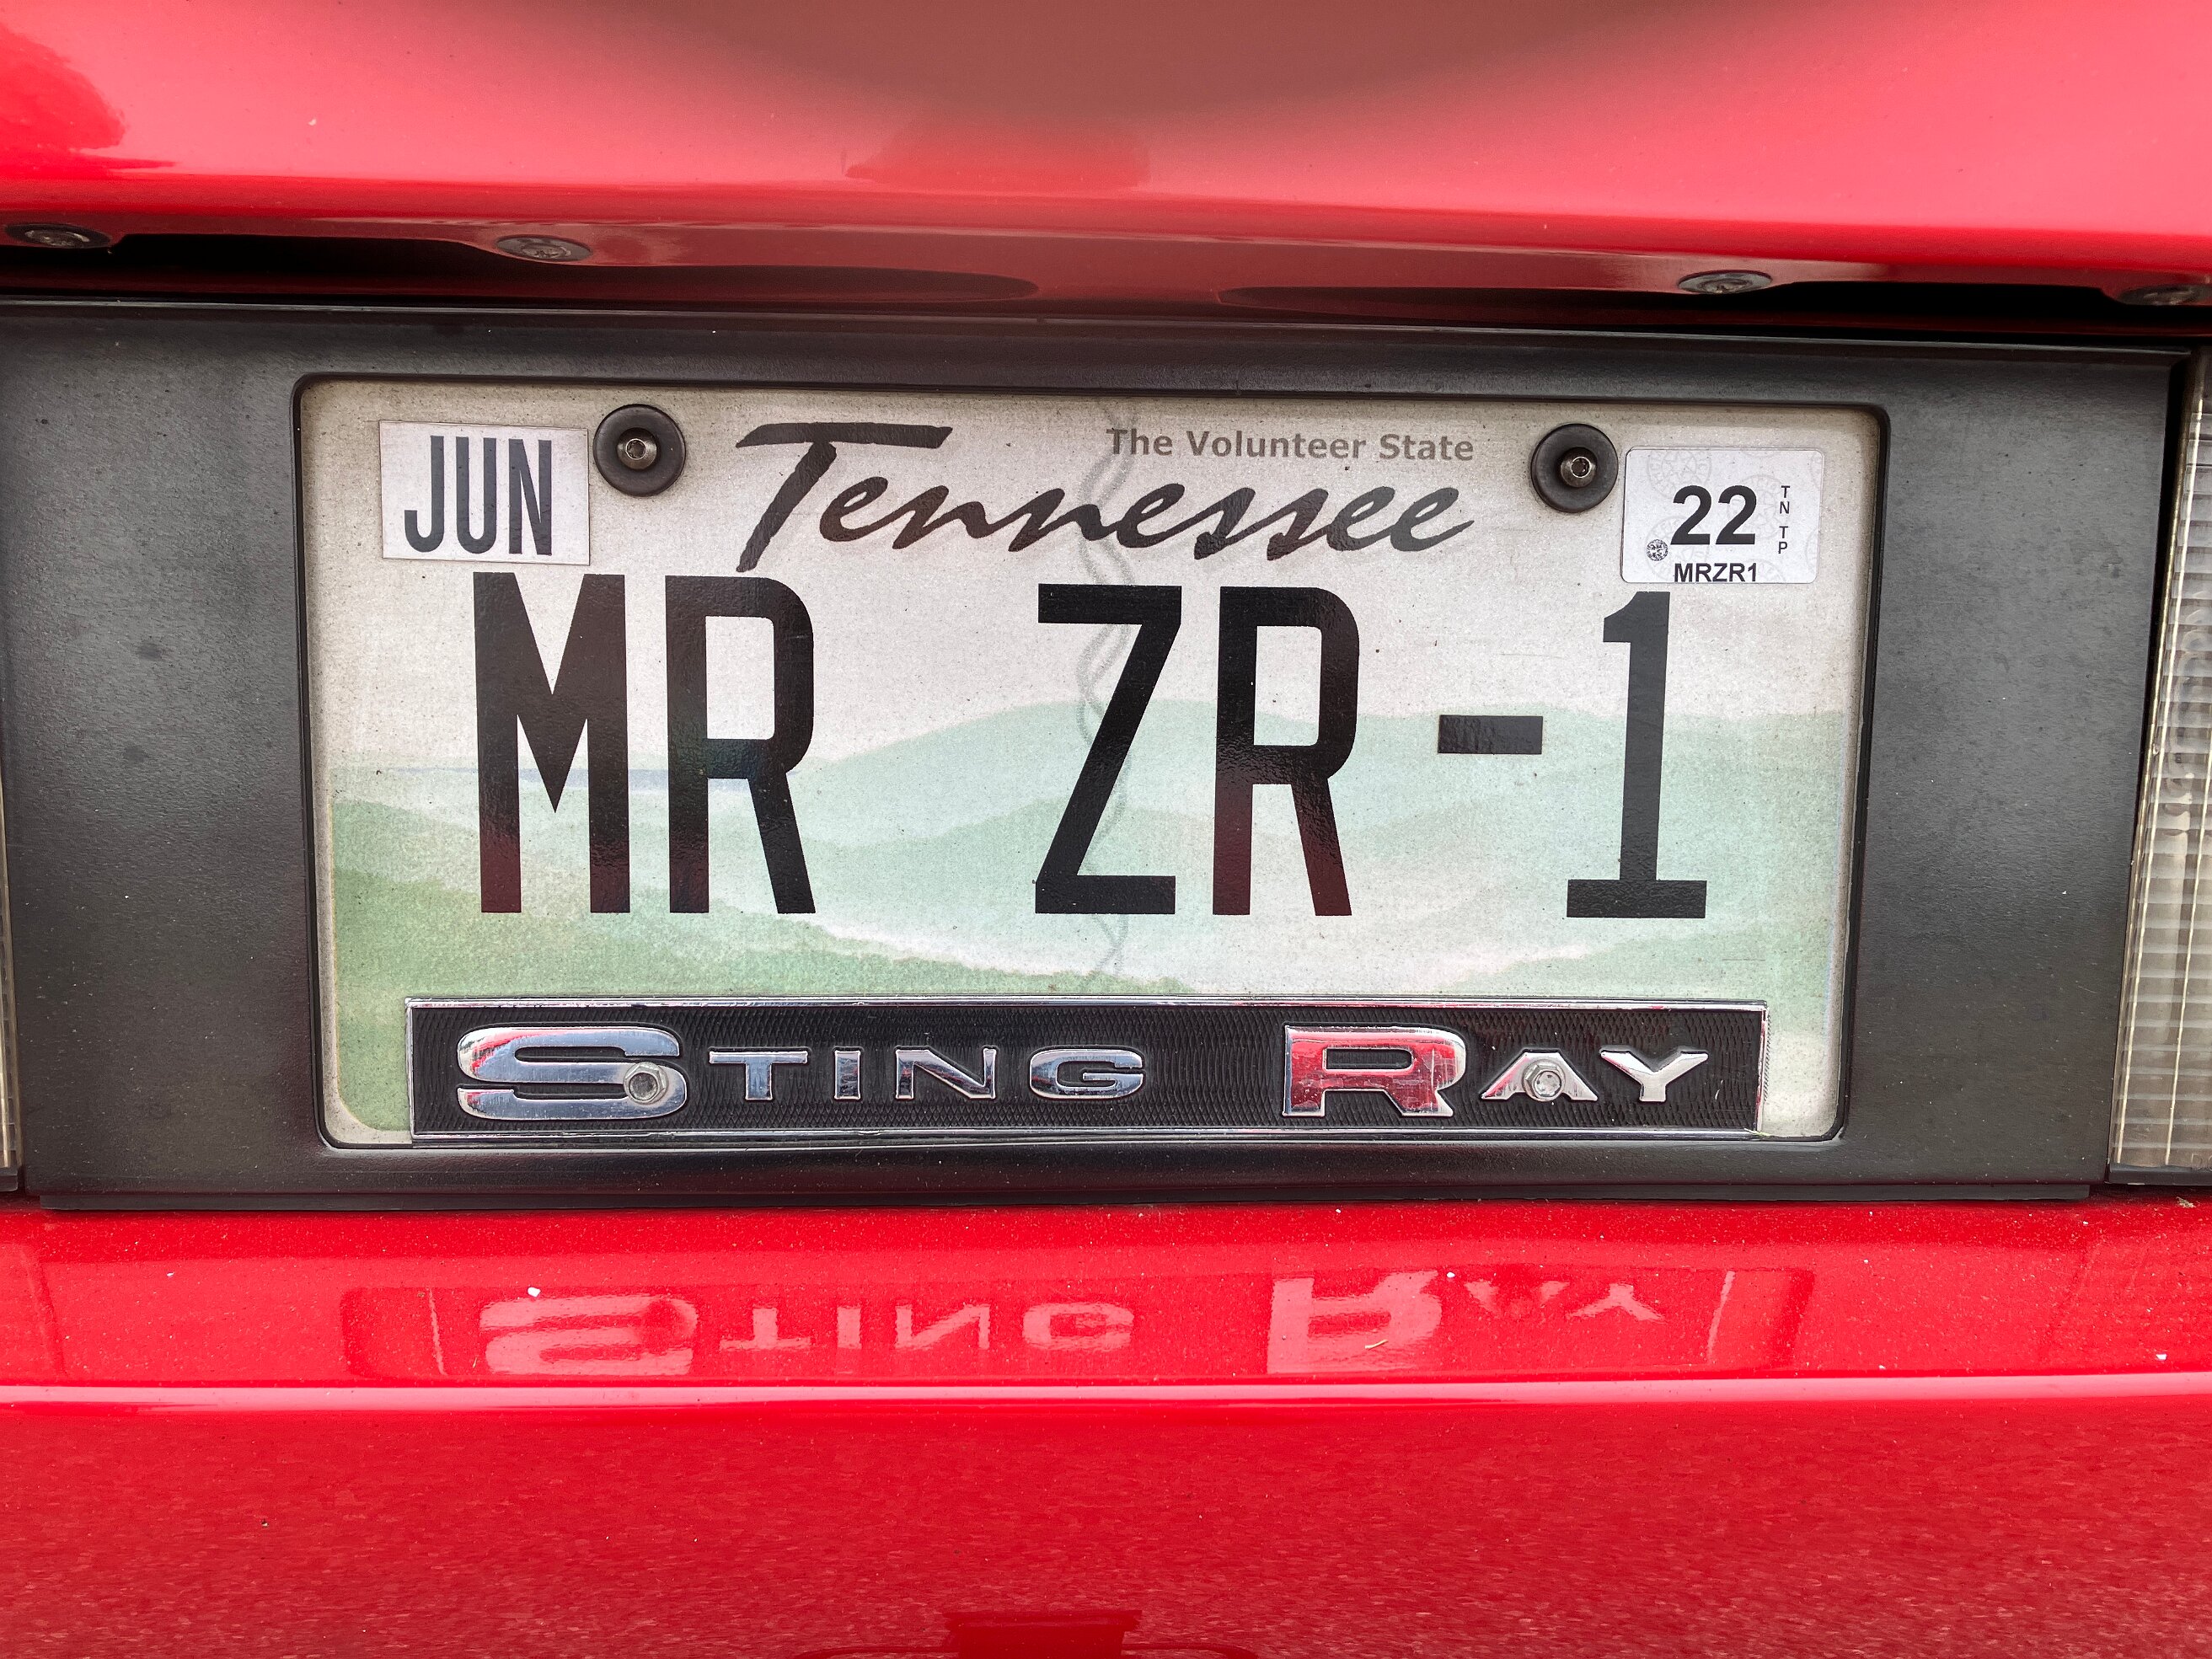 JUN
The Volunteer State
Tennessee
22
TN TP
MRZR1
MR ZR-1
STING RAY